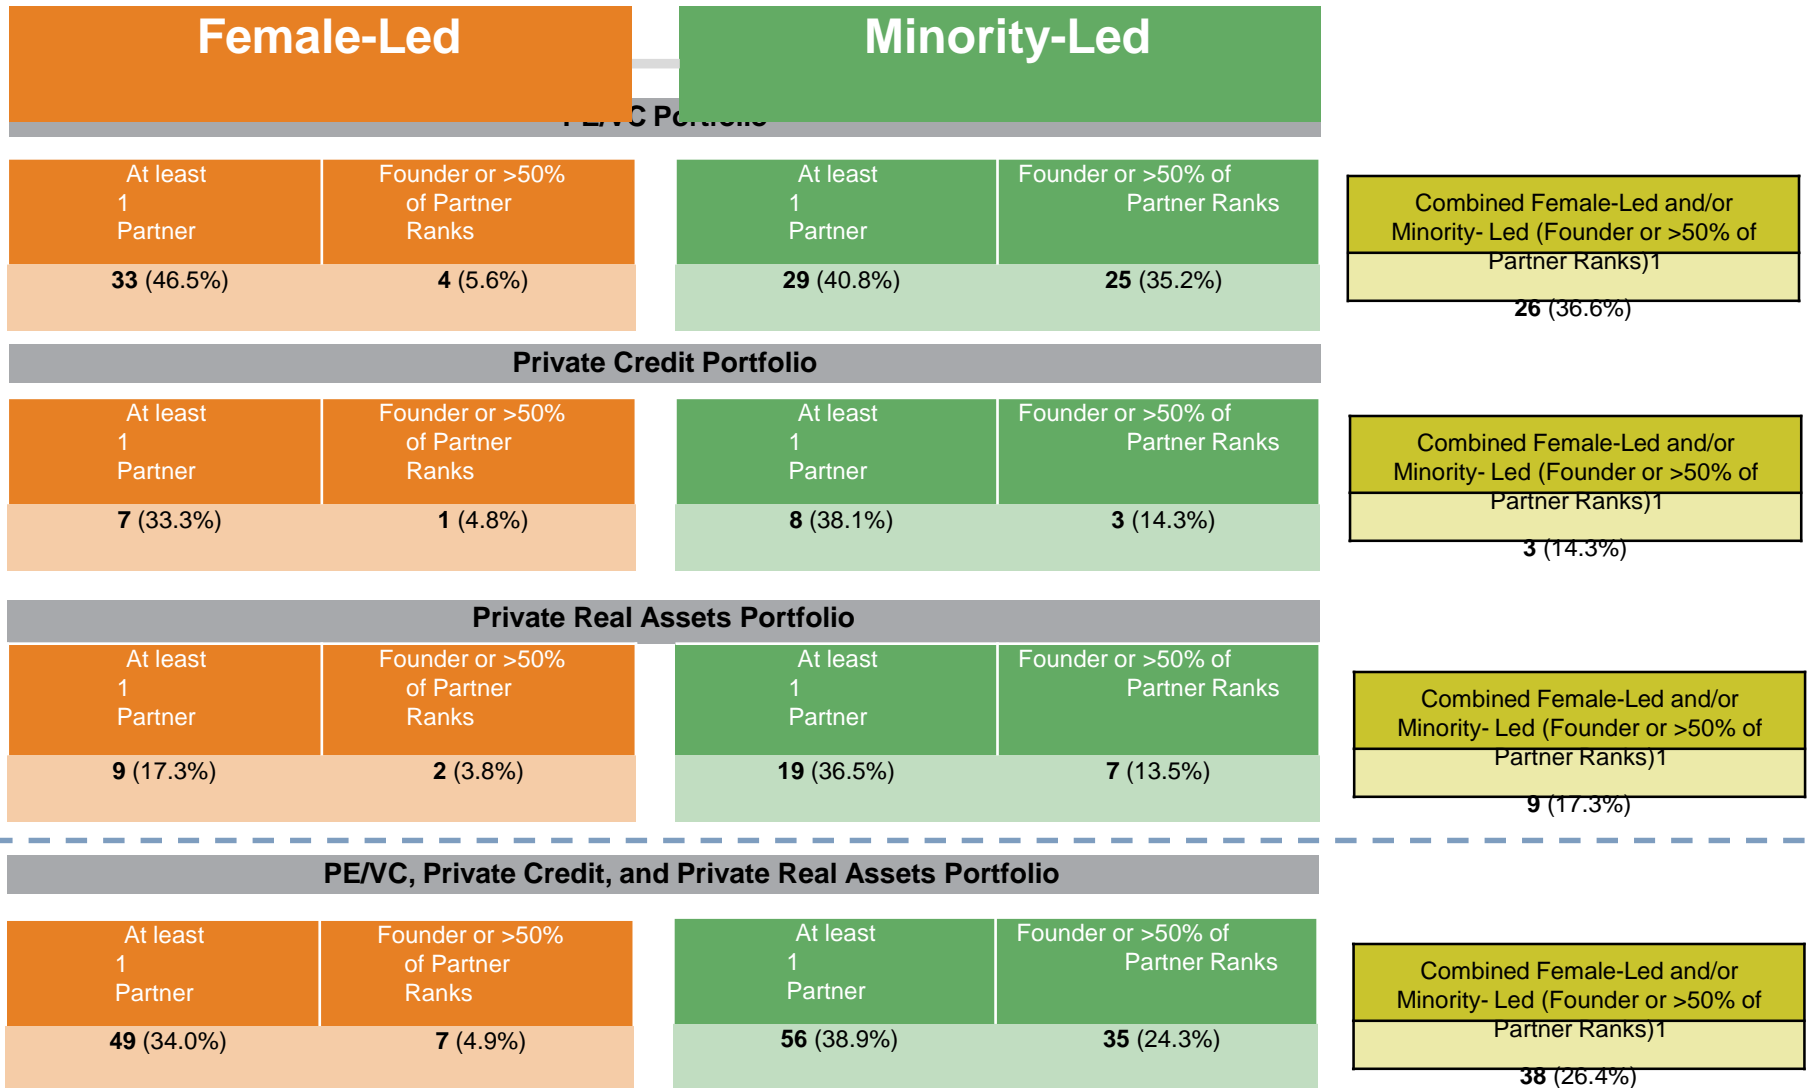 Female-Led
Minority-Led
PE/VC Portfolio
At least
1
Partner
Founder or >50%
of Partner
Ranks
At least
1
Partner
Founder or >50% of
Partner Ranks
33 (46.5%)
4 (5.6%)
29 (40.8%)
25 (35.2%)
Combined Female-Led and/or
Minority- Led (Founder or >50% of
Partner Ranks)1
26 (36.6%)
Private Credit Portfolio
At least
1
Partner
Founder or >50%
of Partner
Ranks
At least
1
Partner
Founder or >50% of
Partner Ranks
7 (33.3%)
1 (4.8%)
8 (38.1%)
3 (14.3%)
Combined Female-Led and/or
Minority- Led (Founder or >50% of
Partner Ranks)1
3 (14.3%)
Private Real Assets Portfolio
At least
1
Partner
Founder or >50%
of Partner
Ranks
At least
1
Partner
Founder or >50% of
Partner Ranks
9 (17.3%)
2 (3.8%)
19 (36.5%)
7 (13.5%)
Combined Female-Led and/or
Minority- Led (Founder or >50% of
Partner Ranks)1
9 (17.3%)
PE/VC, Private Credit, and Private Real Assets Portfolio
At least
1
Partner
Founder or >50%
of Partner
Ranks
At least
1
Partner
Founder or >50% of
Partner Ranks
49 (34.0%)
7 (4.9%)
56 (38.9%)
35 (24.3%)
Combined Female-Led and/or
Minority- Led (Founder or >50% of
Partner Ranks)1
38 (26.4%)